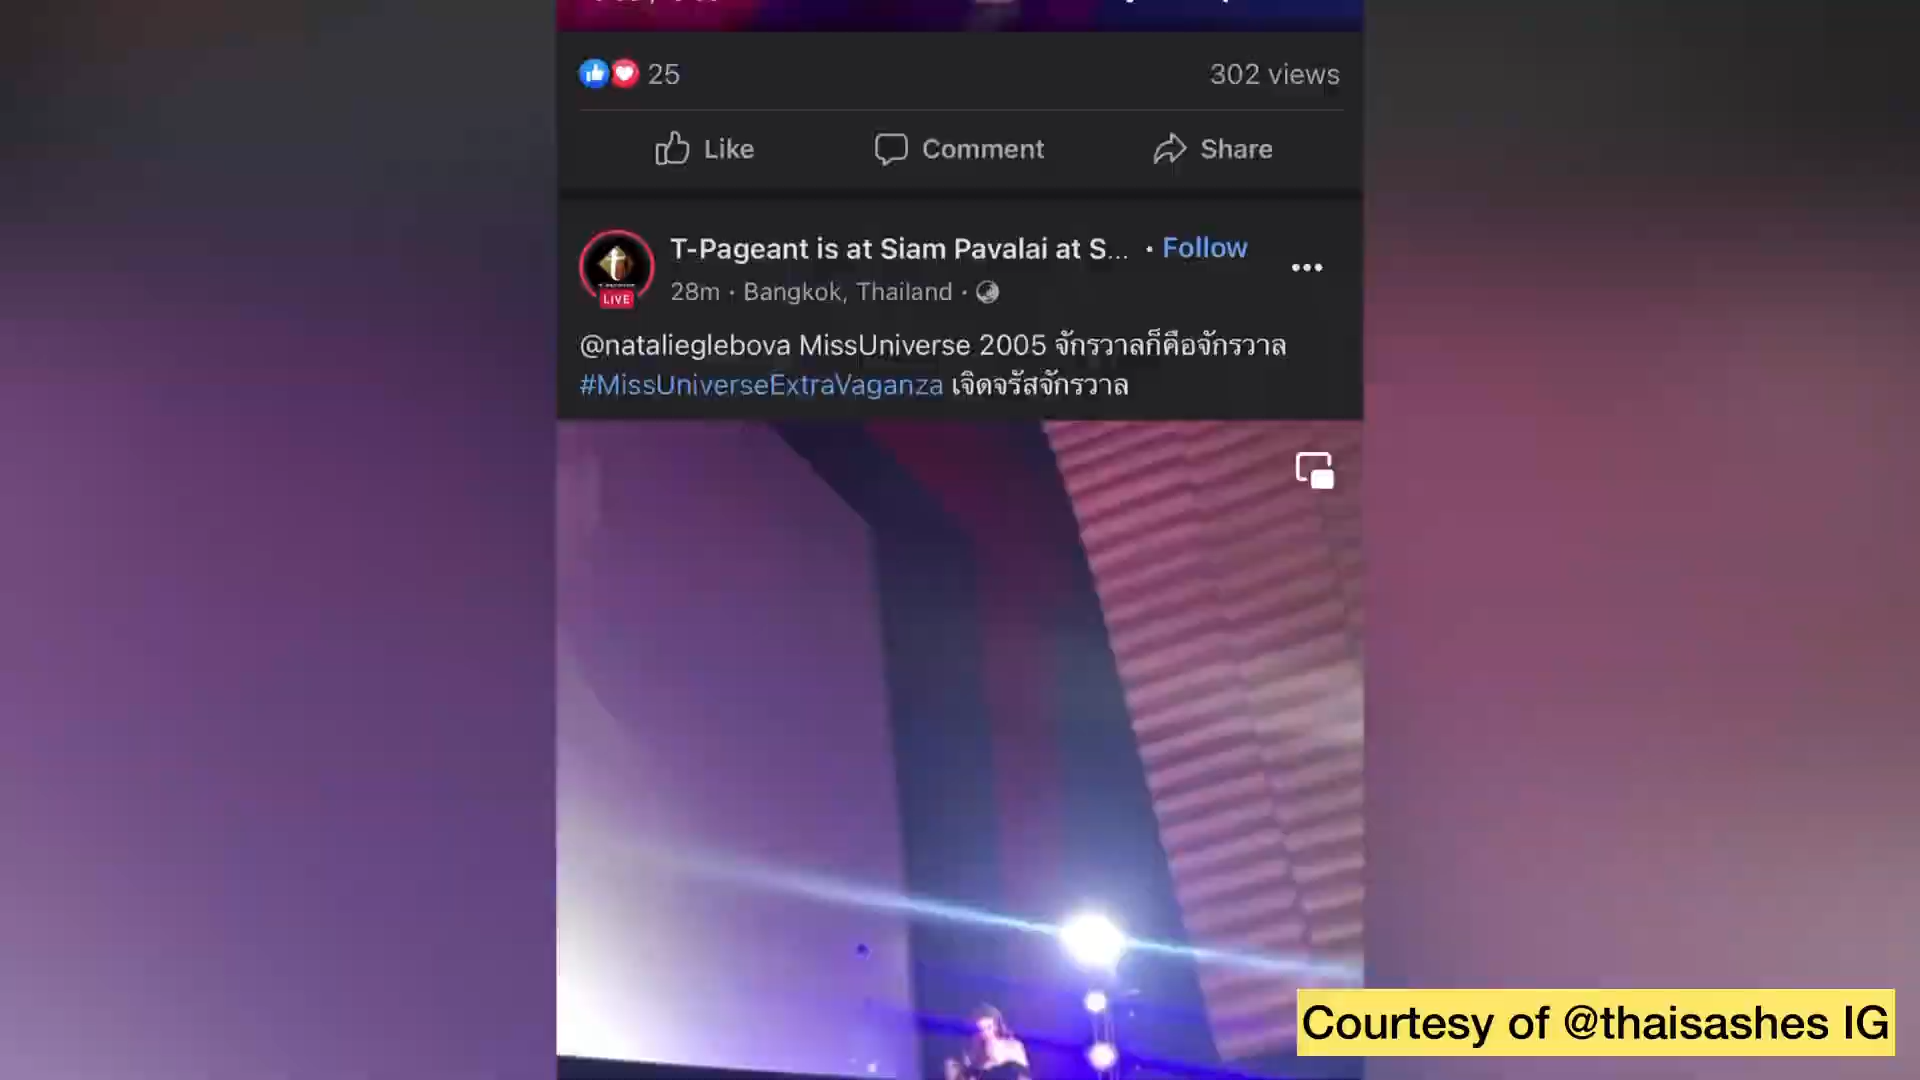 25
302 views
Like
Comment
Share
T-Pageant is at Siam Pavalai at S... · Follow
LIVE
28m · Bangkok, Thailand ·
@natalieglebova MissUniverse 2005 จักรวาลก็คือจักรวาล
#MissUniverseExtraVaganza เจิดจรัสจักรวาล
Courtesy of @thaisashes IG